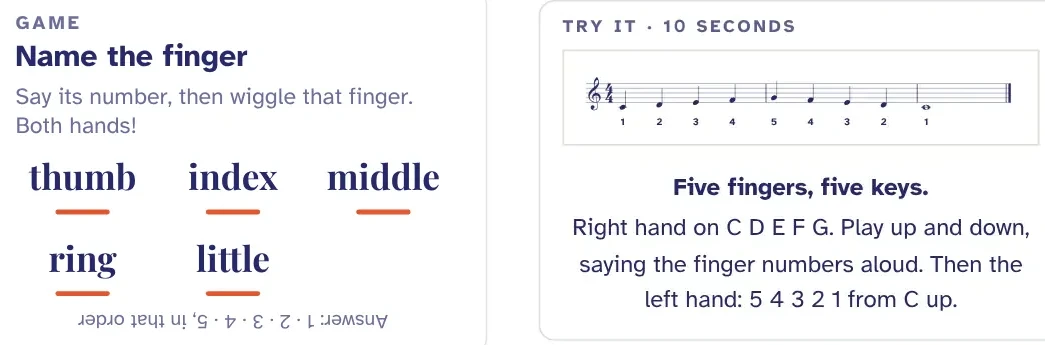 GAME
Name the finger
Say its number, then wiggle that finger.
Both hands!
thumb index middle
ring little
Answer: 1 · 2 · 3 · 4 · 5, in that order
TRY IT · 10 SECONDS
4
4
1 2 3 4 5 4 3 2 1
Five fingers, five keys.
Right hand on C D E F G. Play up and down,
saying the finger numbers aloud. Then the
left hand: 5 4 3 2 1 from C up.